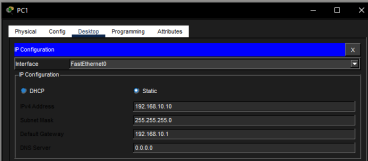 PC1
Physical Config Desktop Programming Attributes
IP Configuration X
Interface FastEthernet0
IP Configuration
DHCP Static
IPv4 Address 192.168.10.10
Subnet Mask 255.255.255.0
Default Gateway 192.168.10.1
DNS Server 0.0.0.0